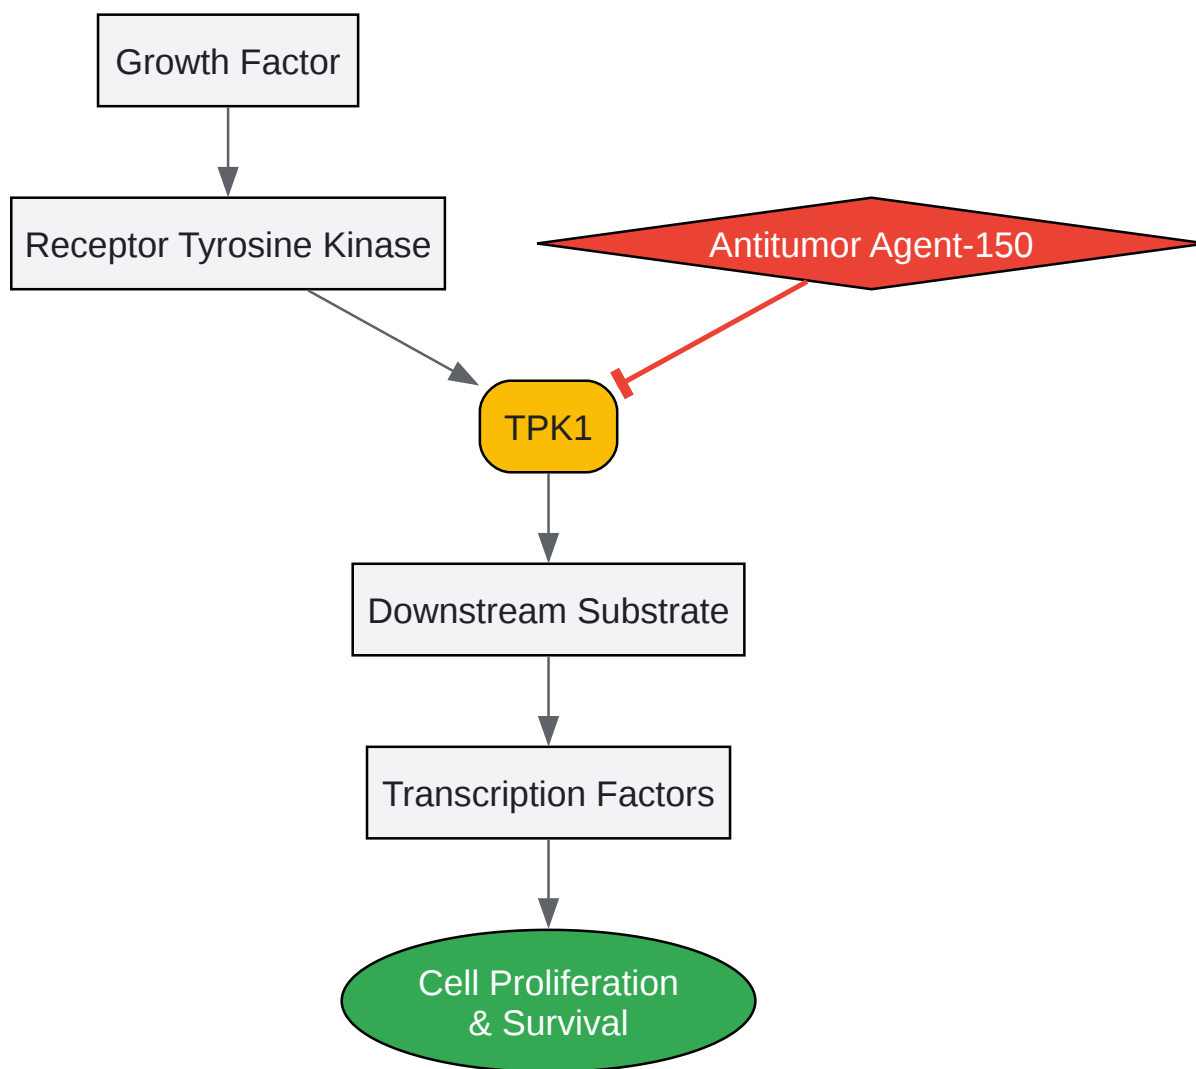 Growth Factor
Receptor Tyrosine Kinase
Antitumor Agent-150
TPK1
Downstream Substrate
Transcription Factors
Cell Proliferation
& Survival